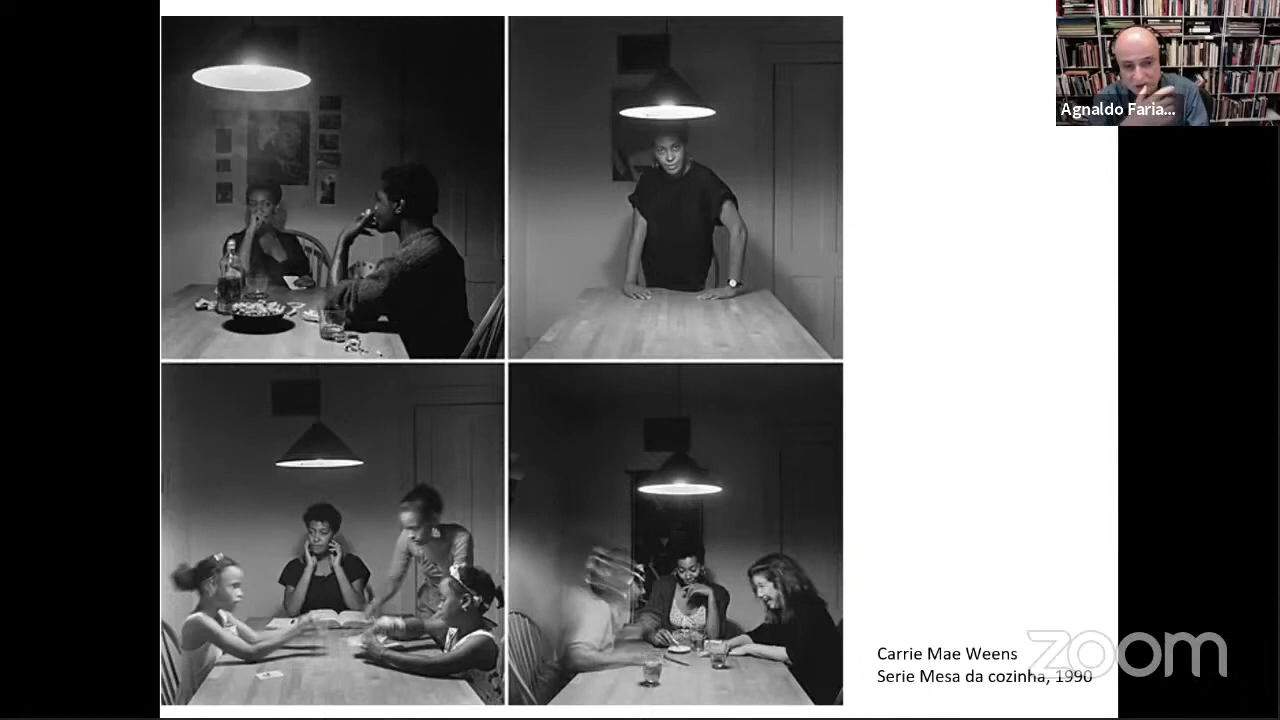 Agnaldo Faria...
Carrie Mae Weens
Serie Mesa da cozinha, 1990
zoom